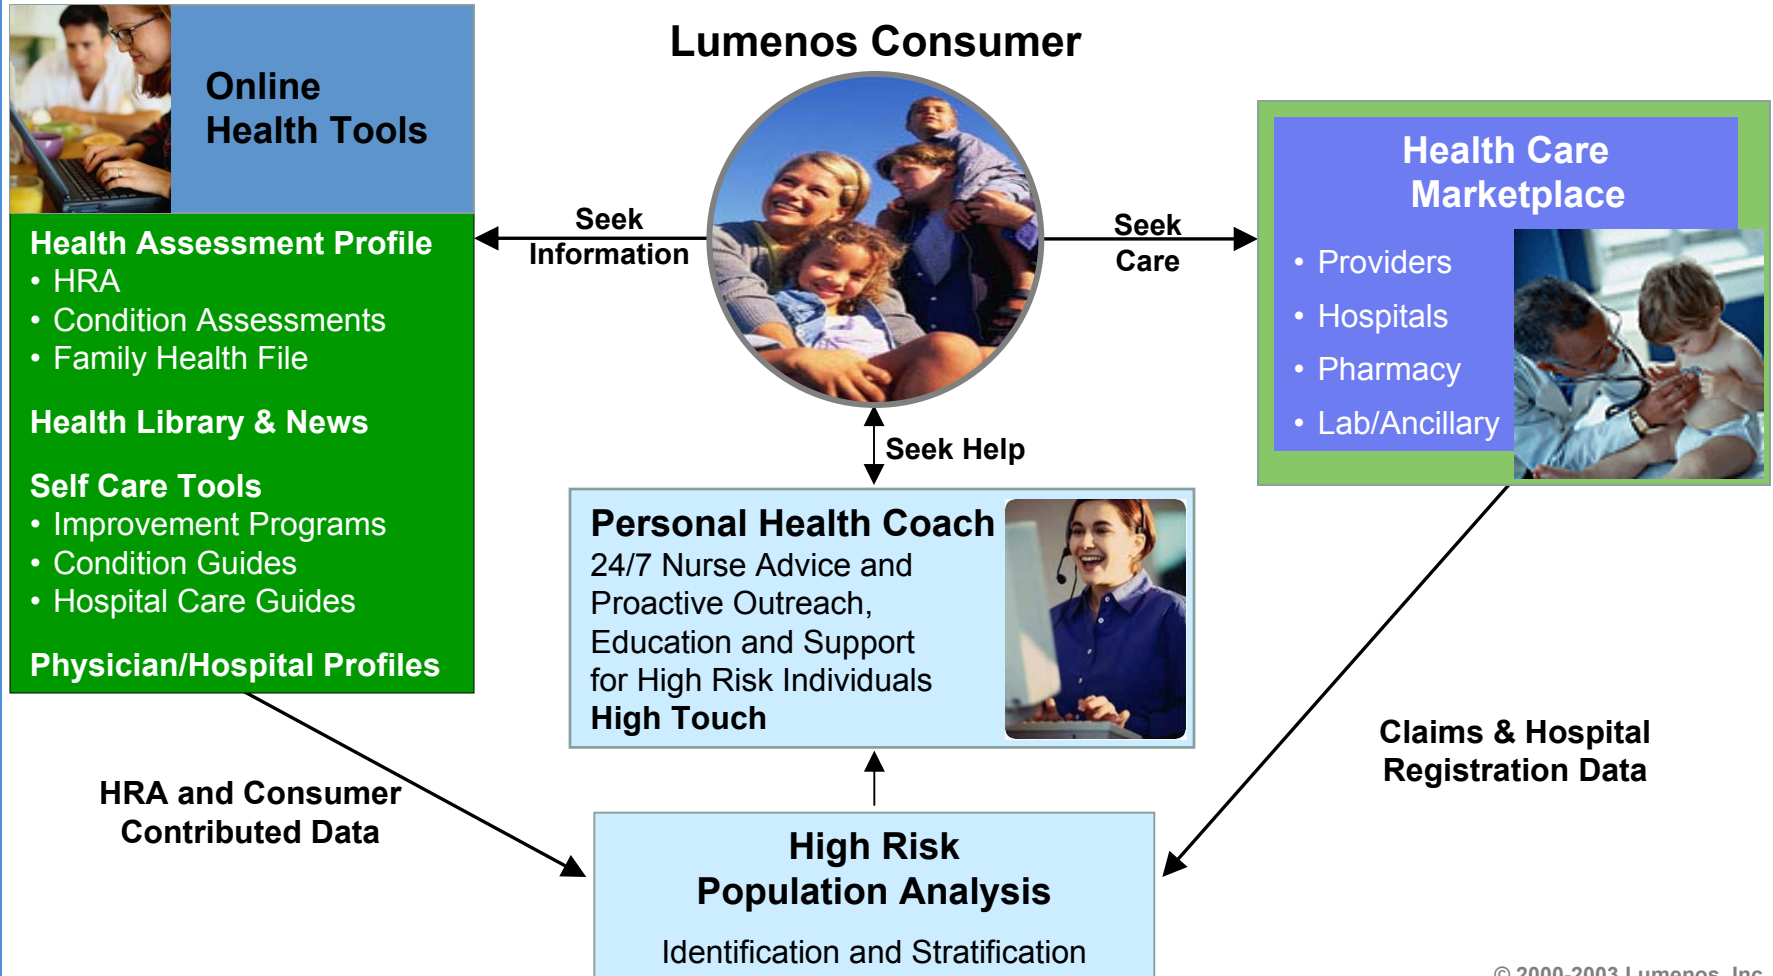 Lumenos Consumer
Online
Health Tools
Health Assessment Profile
• HRA
• Condition Assessments
• Family Health File
Health Library & News
Self Care Tools
• Improvement Programs
• Condition Guides
• Hospital Care Guides
Physician/Hospital Profiles
Seek
Information
Seek
Care
Health Care
Marketplace
• Providers
• Hospitals
• Pharmacy
• Lab/Ancillary
Seek Help
Personal Health Coach
24/7 Nurse Advice and
Proactive Outreach,
Education and Support
for High Risk Individuals
High Touch
HRA and Consumer
Contributed Data
Claims & Hospital
Registration Data
High Risk
Population Analysis
Identification and Stratification
© 2000-2003 Lumenos, Inc